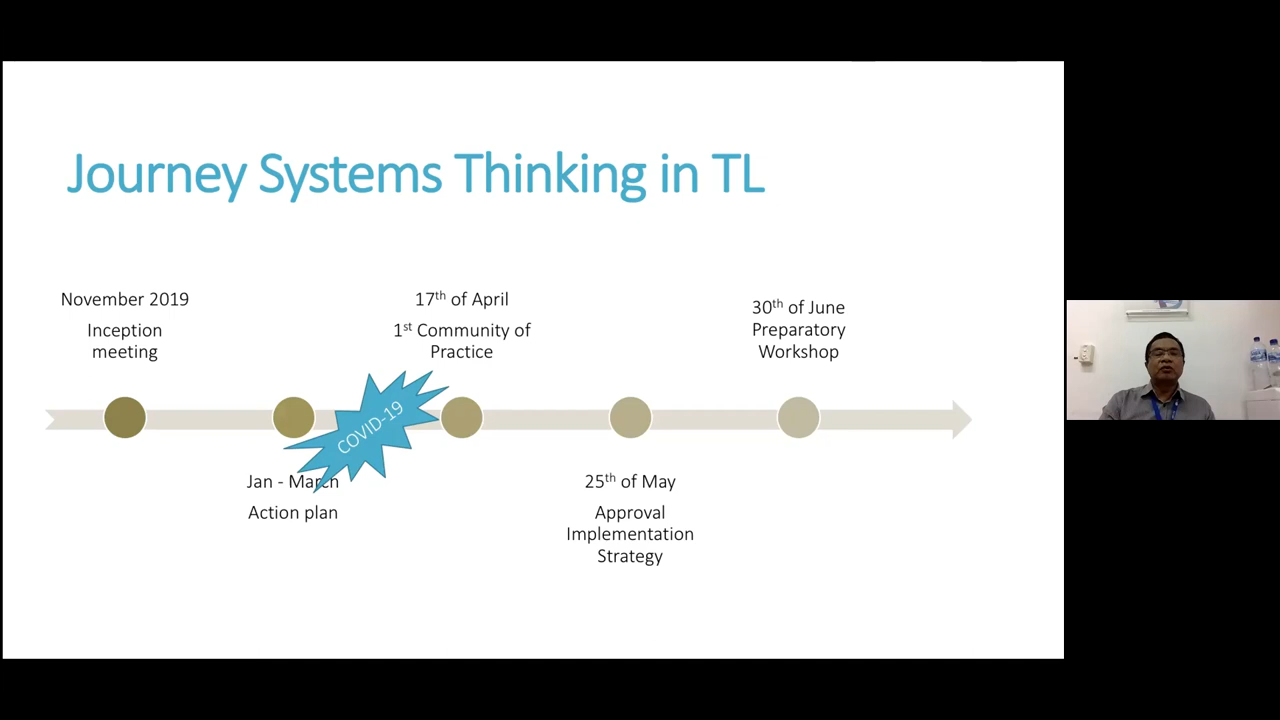 Journey Systems Thinking in TL
November 2019
Inception
meeting
Jan - March
Action plan
COVID-19
17th of April
1st Community of
Practice
25th of May
Approval
Implementation
Strategy
30th of June
Preparatory
Workshop